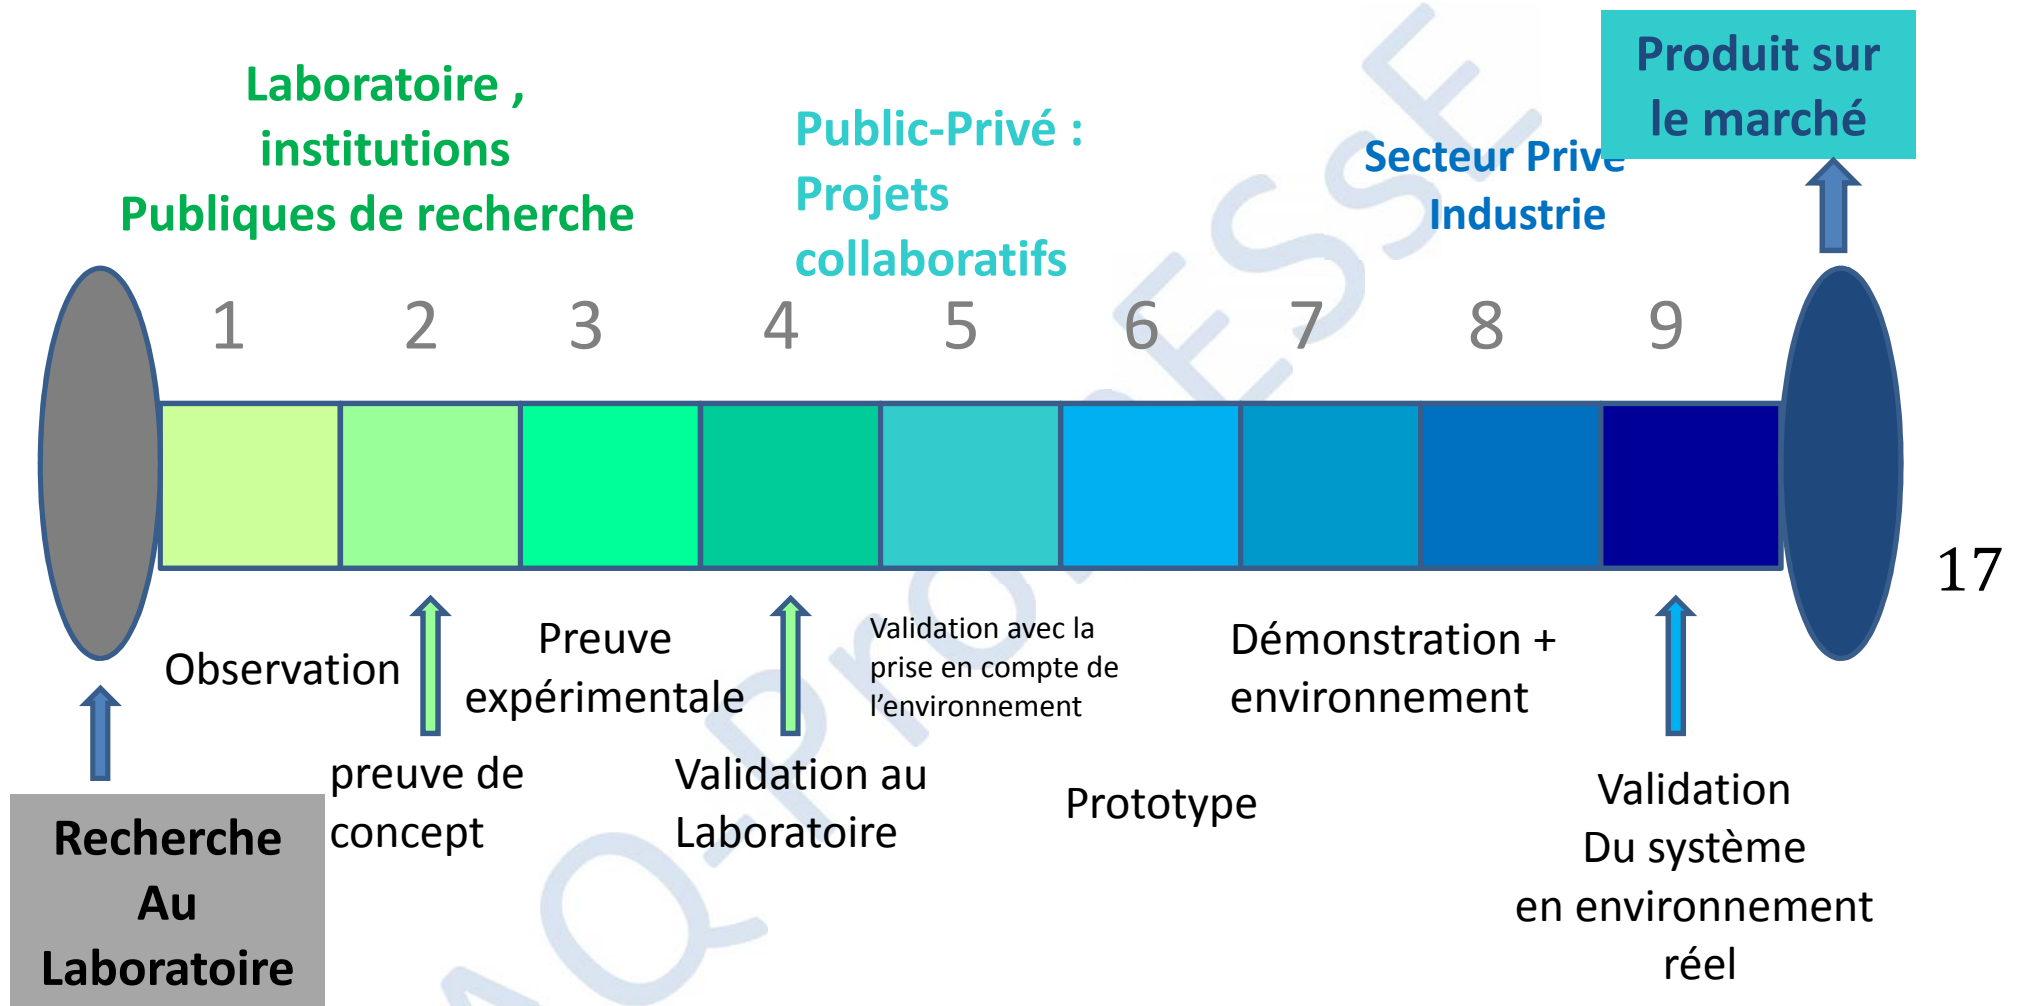 Laboratoire ,
institutions
Publiques de recherche
Public-Privé :
Projets
collaboratifs
Secteur Privé
Industrie
Produit sur
le marché
1 2 3 4 5 6 7 8 9
17
Observation
preuve de
concept
Preuve
expérimentale
Validation au
Laboratoire
Validation avec la
prise en compte de
l’environnement
Prototype
Démonstration +
environnement
Validation
Du système
en environnement
réel
Recherche
Au
Laboratoire